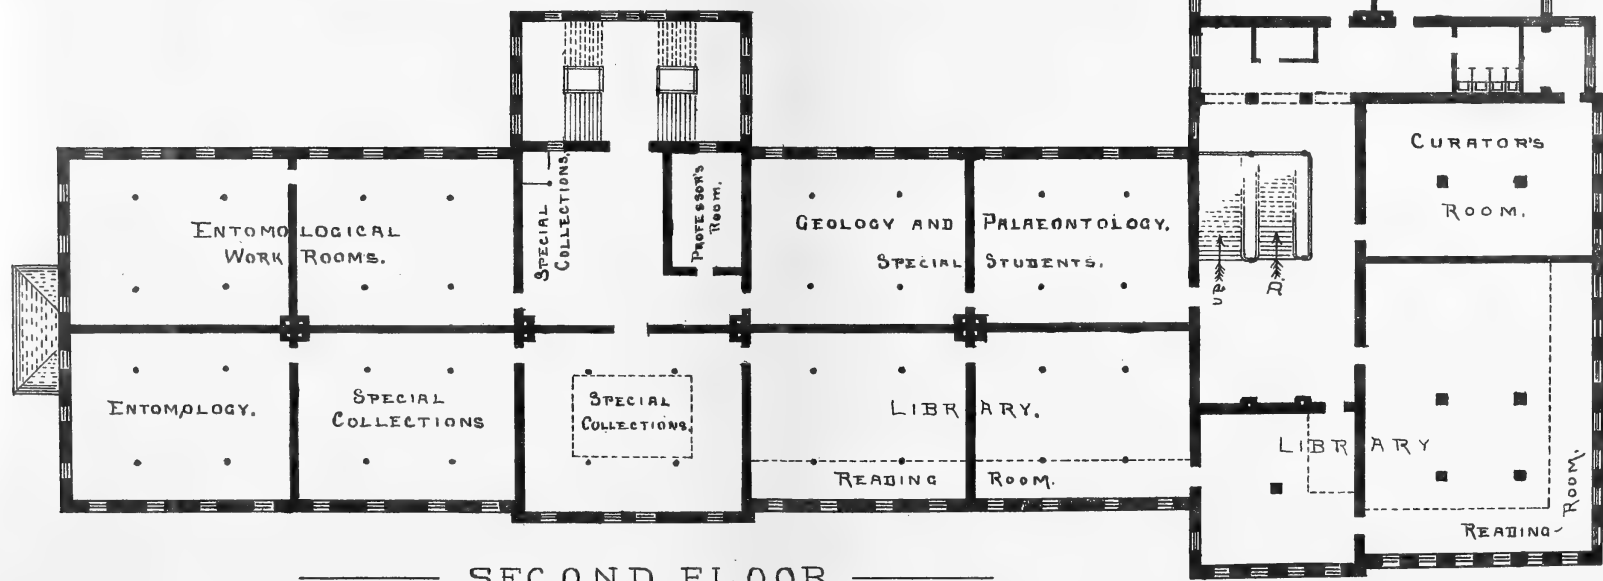 ENTOMOLOGICAL
WORK ROOMS.
SPECIAL
COLLECTIONS.
PROFESSOR'S
ROOM.
GEOLOGY AND PALAEONTOLOGY.
SPECIAL STUDENTS.
UP
D.
CURATOR'S
ROOM.
ENTOMOLOGY.
SPECIAL
COLLECTIONS
SPECIAL
COLLECTIONS.
LIBRARY.
READING ROOM.
LIBRARY
READING-
ROOM.
SECOND FLOOR